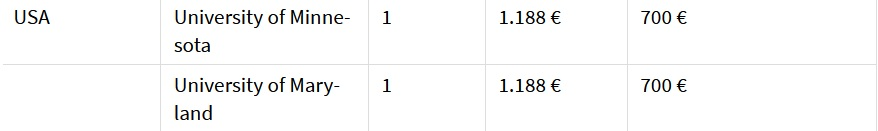 USA University of Minne- 1 1.188 € 700 €
sota
University of Mary- 1 1.188 € 700 €
land